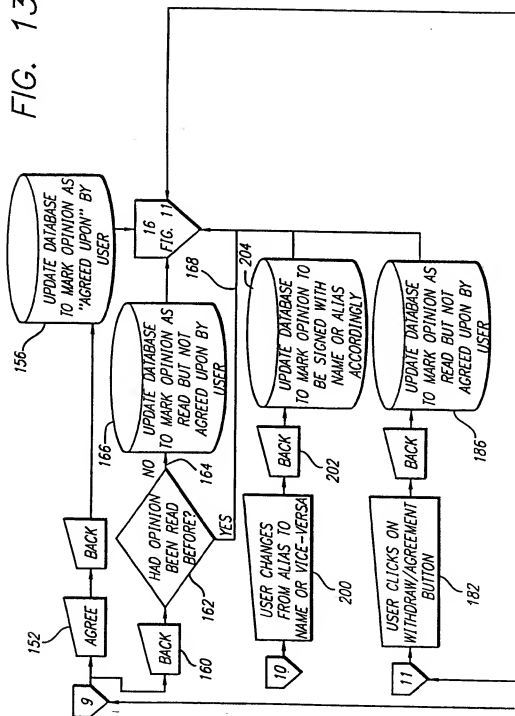 FIG. 13
9
152
AGREE
BACK
156
UPDATE DATABASE
TO MARK OPINION AS
"AGREED UPON" BY
USER
160
BACK
162
HAD OPINION
BEEN READ
BEFORE?
NO
164
YES
166
UPDATE DATABASE
TO MARK OPINION AS
READ BUT NOT
AGREED UPON BY
USER
168
16
FIG. 11
10
USER CHANGES
FROM ALIAS TO
NAME OR VICE-VERSA
200
BACK
202
204
UPDATE DATABASE
TO MARK OPINION TO
BE SIGNED WITH
NAME OR ALIAS
ACCORDINGLY
11
USER CLICKS ON
WITHDRAW/AGREEMENT
BUTTON
182
BACK
UPDATE DATABASE
TO MARK OPINION AS
READ BUT NOT
AGREED UPON BY
USER
186